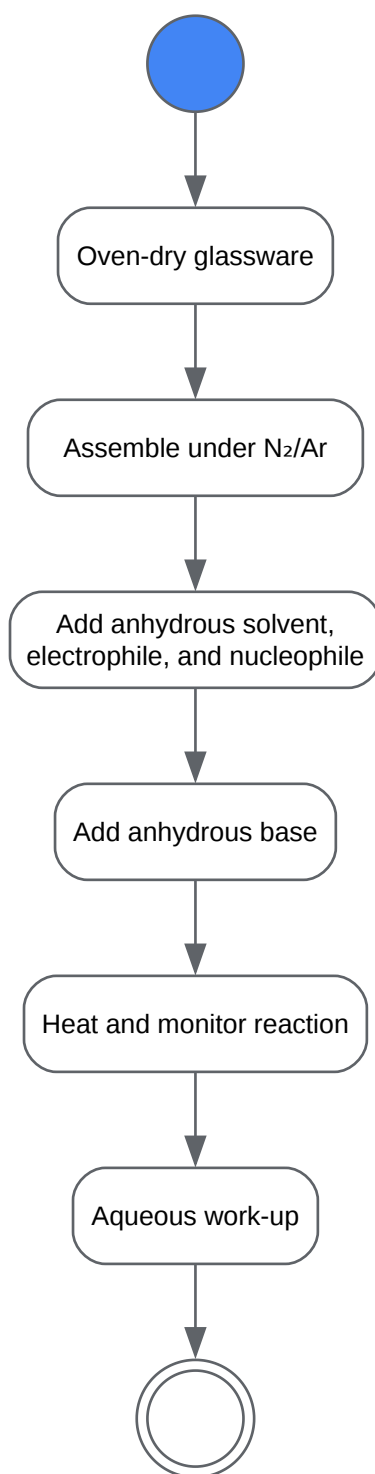 Oven-dry glassware
Assemble under N₂/Ar
Add anhydrous solvent,
electrophile, and nucleophile
Add anhydrous base
Heat and monitor reaction
Aqueous work-up